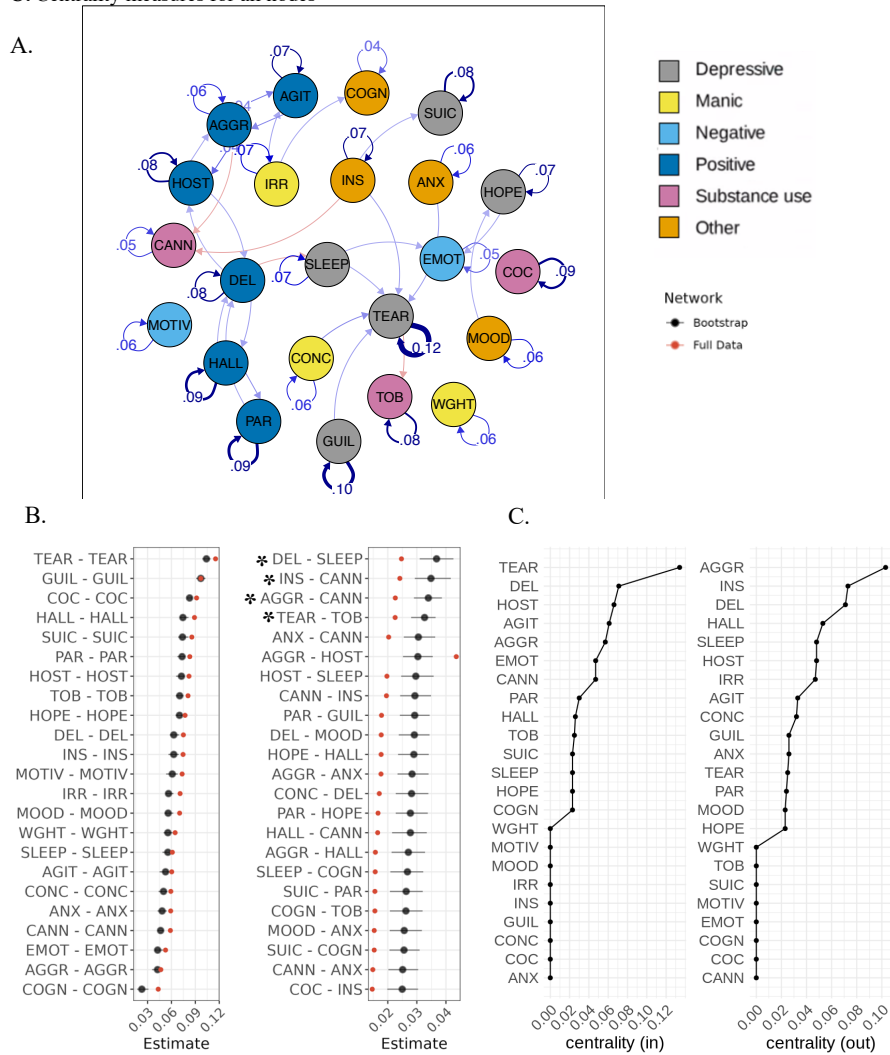 C. Centrality measures for all nodes
A.
.07
.04
.06
AGIT
COGN
.08
AGGR
.04
SUIC
.07
.07
.06
.08
.07
HOST
IRR
INS
ANX
HOPE
.05
CANN
SLEEP
EMOT
.05
COC
.09
DEL
.07
.08
MOTIV
TEAR
MOOD
.06
0.12
.06
HALL
CONC
.09
.06
TOB
WGHT
PAR
GUIL
.08
.06
.09
.10
Depressive
Manic
Negative
Positive
Substance use
Other
Network
Bootstrap
Full Data
B.
TEAR - TEAR
GUIL - GUIL
COC - COC
HALL - HALL
SUIC - SUIC
PAR - PAR
HOST - HOST
TOB - TOB
HOPE - HOPE
DEL - DEL
INS - INS
MOTIV - MOTIV
IRR - IRR
MOOD - MOOD
WGHT - WGHT
SLEEP - SLEEP
AGIT - AGIT
CONC - CONC
ANX - ANX
CANN - CANN
EMOT - EMOT
AGGR - AGGR
COGN - COGN
0.03 0.06 0.09 0.12
Estimate
* DEL - SLEEP
* INS - CANN
* AGGR - CANN
* TEAR - TOB
ANX - CANN
AGGR - HOST
HOST - SLEEP
CANN - INS
PAR - GUIL
DEL - MOOD
HOPE - HALL
AGGR - ANX
CONC - DEL
PAR - HOPE
HALL - CANN
AGGR - HALL
SLEEP - COGN
SUIC - PAR
COGN - TOB
MOOD - ANX
SUIC - COGN
CANN - ANX
COC - INS
0.02 0.03 0.04
Estimate
C.
TEAR
DEL
HOST
AGIT
AGGR
EMOT
CANN
PAR
HALL
TOB
SUIC
SLEEP
HOPE
COGN
WGHT
MOTIV
MOOD
IRR
INS
GUIL
CONC
COC
ANX
0.00 0.02 0.04 0.06 0.08 0.10 0.12
centrality (in)
AGGR
INS
DEL
HALL
SLEEP
HOST
IRR
AGIT
CONC
GUIL
ANX
TEAR
PAR
MOOD
HOPE
WGHT
TOB
SUIC
MOTIV
EMOT
COGN
COC
CANN
0.00 0.02 0.04 0.06 0.08 0.10
centrality (out)